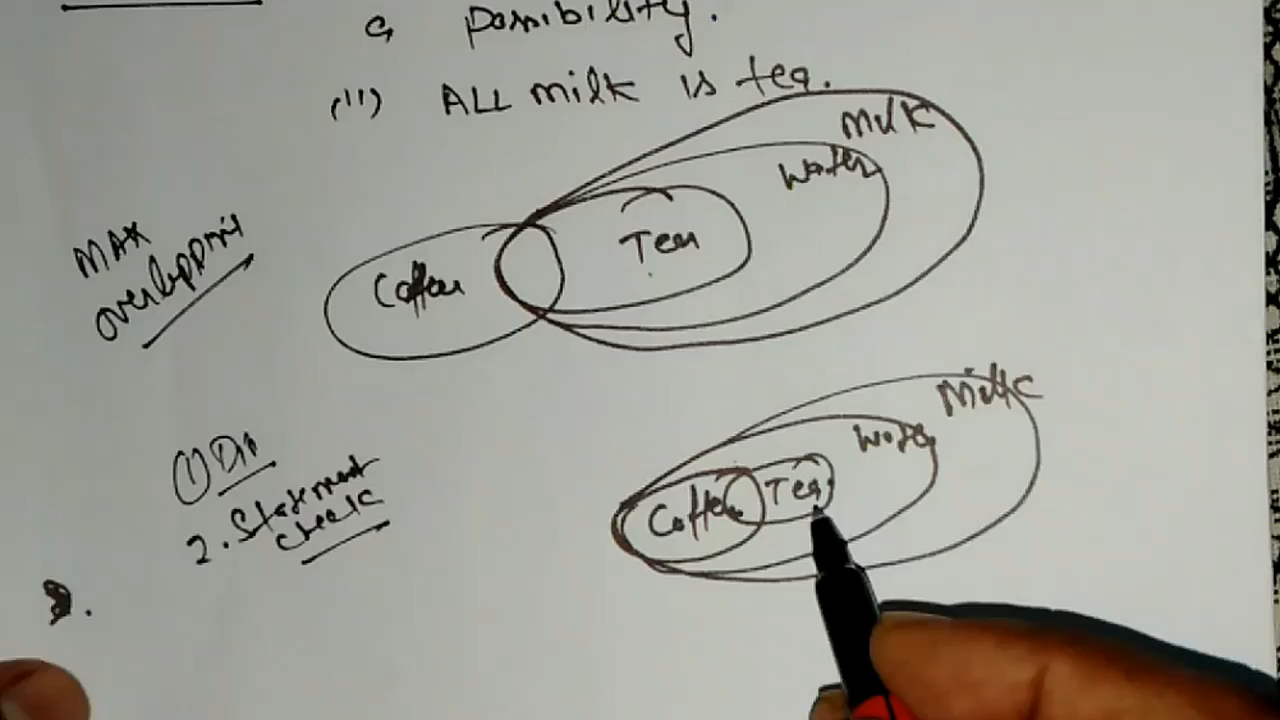 a possibility.
(ii) ALL milk is tea.
Milk
Water
Tea
Coffee
MAX
overlapping
Milk
Water
Coffee Tea
① Dia
2. Statement
check
3.